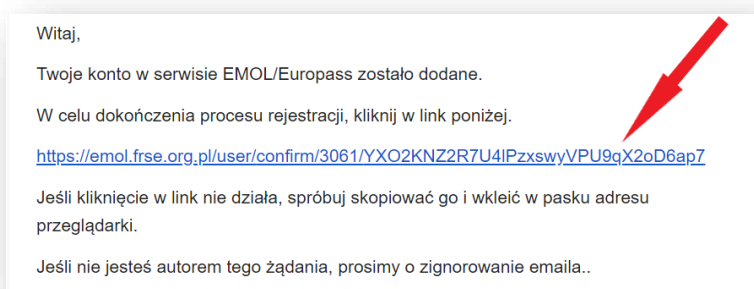 Witaj,
Twoje konto w serwisie EMOL/Europass zostało dodane.
W celu dokończenia procesu rejestracji, kliknij w link poniżej.
https://emol.frse.org.pl/user/confirm/3061/YXO2KNZ2R7U4lPzxswyVPU9qX2oD6ap7
Jeśli kliknięcie w link nie działa, spróbuj skopiować go i wkleić w pasku adresu
przeglądarki.
Jeśli nie jesteś autorem tego żądania, prosimy o zignorowanie emaila..